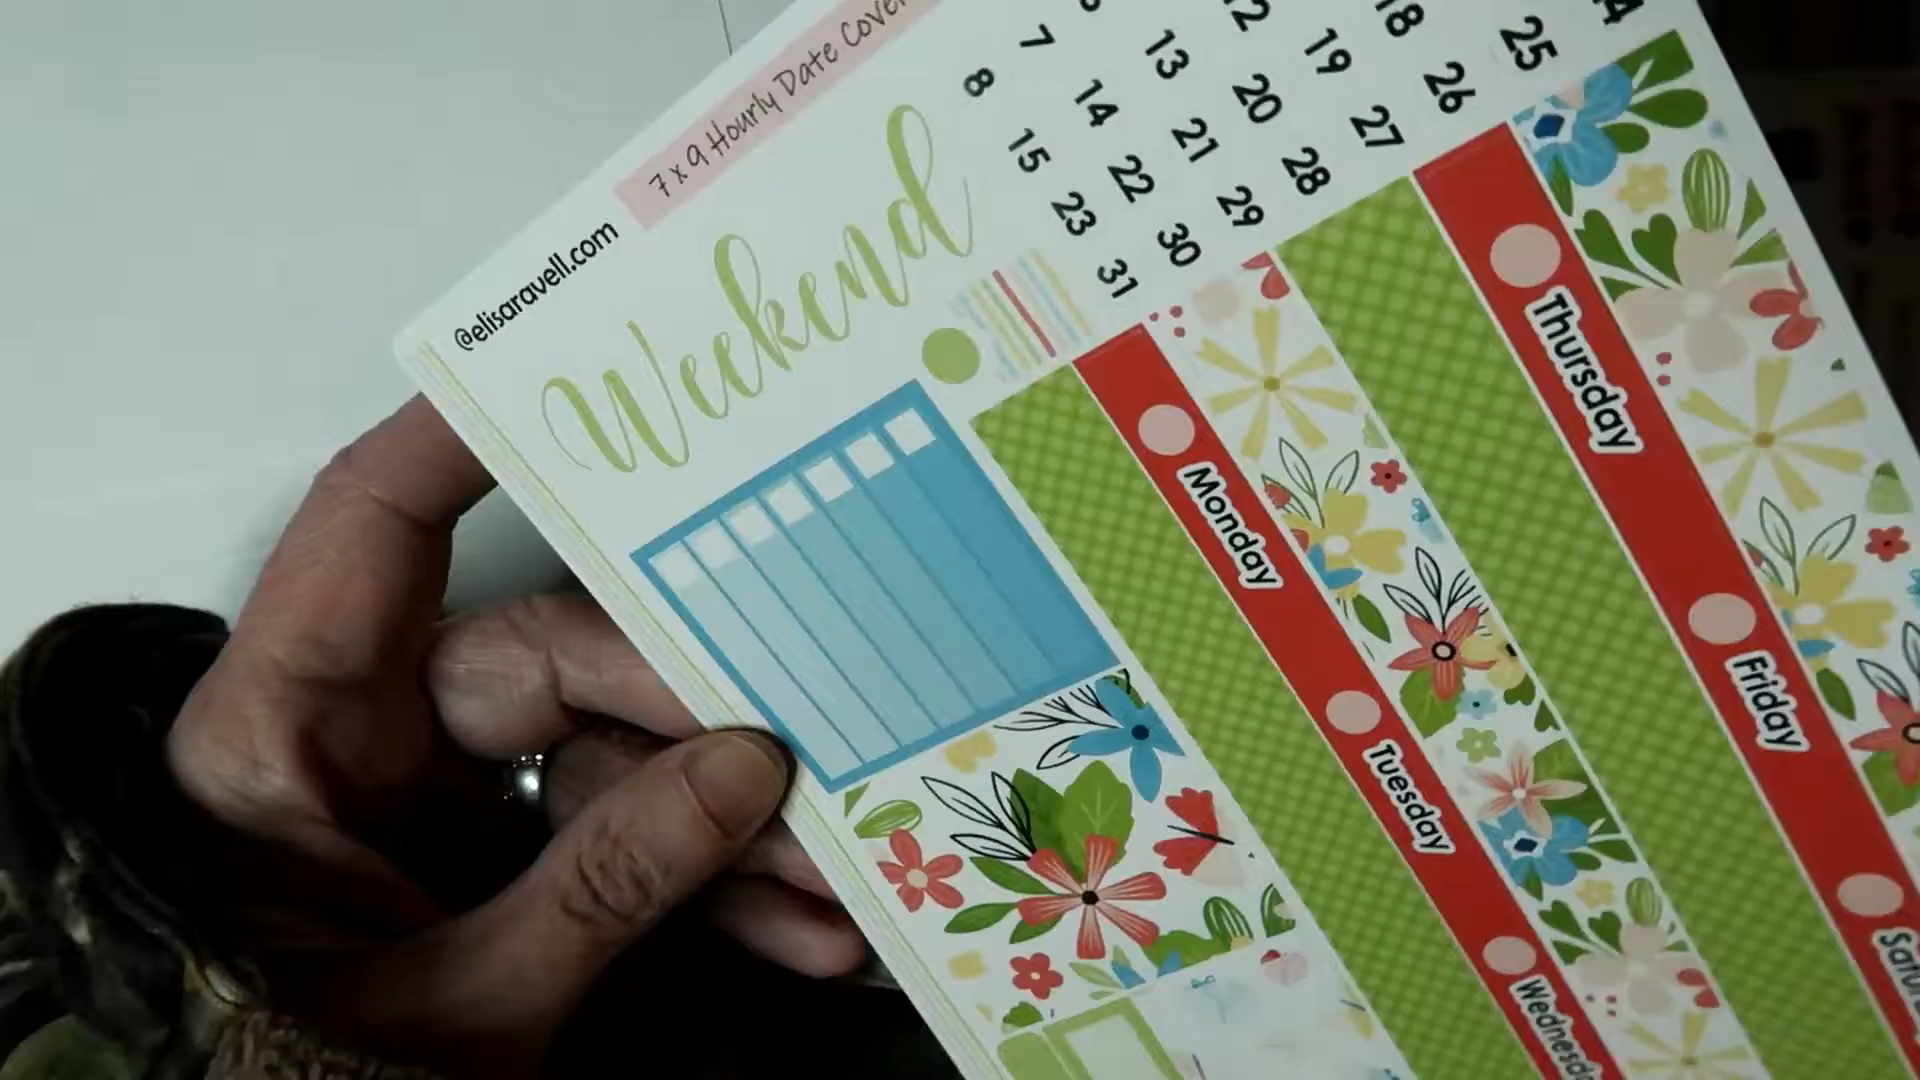 7 x 9 Hourly Date Cover
@elisaravell.com
Weekend
7 13 19 25
8 14 20 26
15 21 27
22 28
23 29
30
31
12 18
Monday
Tuesday
Wednesday
Thursday
Friday